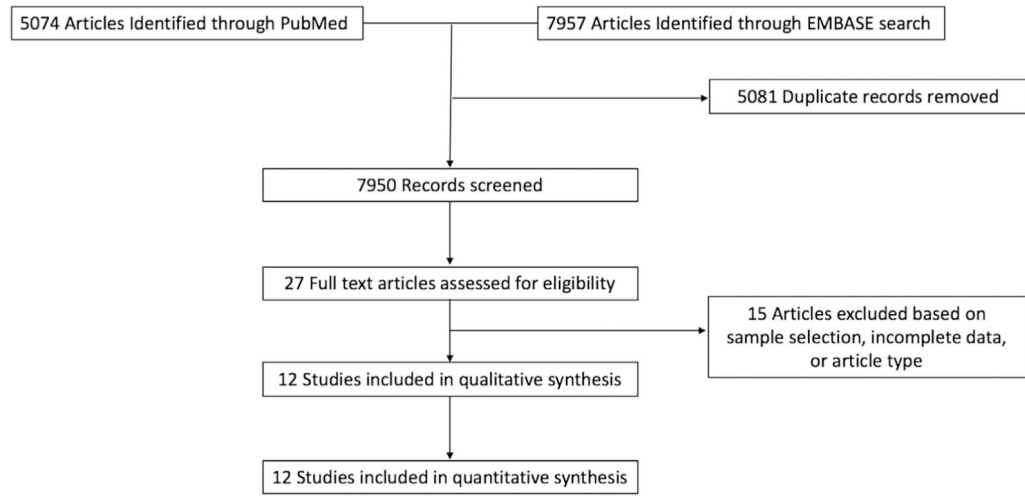 5074 Articles Identified through PubMed
7957 Articles Identified through EMBASE search
5081 Duplicate records removed
7950 Records screened
27 Full text articles assessed for eligibility
15 Articles excluded based on
sample selection, incomplete data,
or article type
12 Studies included in qualitative synthesis
12 Studies included in quantitative synthesis